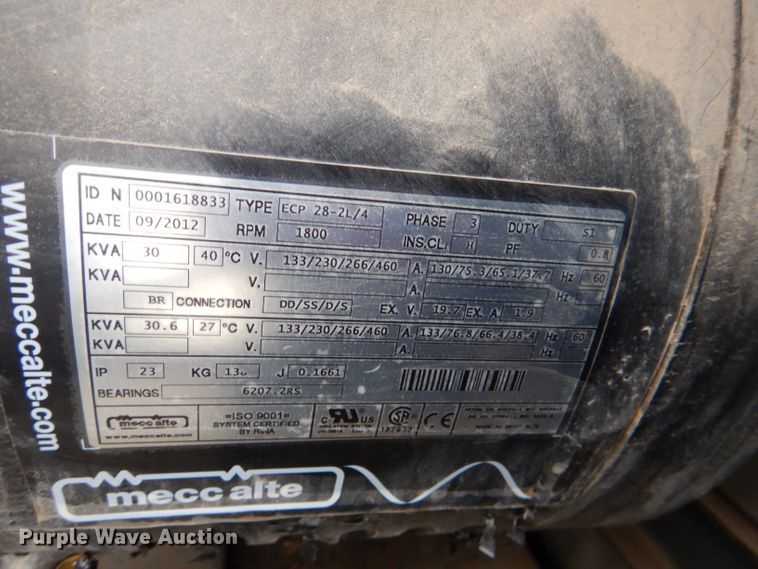 www.meccalte.com
ID N 0001618833 TYPE ECP 28-2L/4 PHASE 3 DUTY S1
DATE 09/2012 RPM 1800 INS.CL. H PF 0.8
KVA 30 40 °C V. 133/230/266/460 A. 130/75.3/65.1/37.7 Hz 60
KVA °C V. A. Hz
BR CONNECTION DD/SS/D/S EX. V. 19.7 EX. A. 1.9
KVA 30.6 27 °C V. 133/230/266/460 A. 133/76.8/66.4/38.4 Hz 60
KVA °C V. A. Hz
IP 23 KG J 0.1661
BEARINGS 6207.2RS
mecc alte
www.meccalte.com
=ISO 9001=
SYSTEM CERTIFIED
BY RINA
C US
SA
CE
mecc alte
Purple Wave Auction